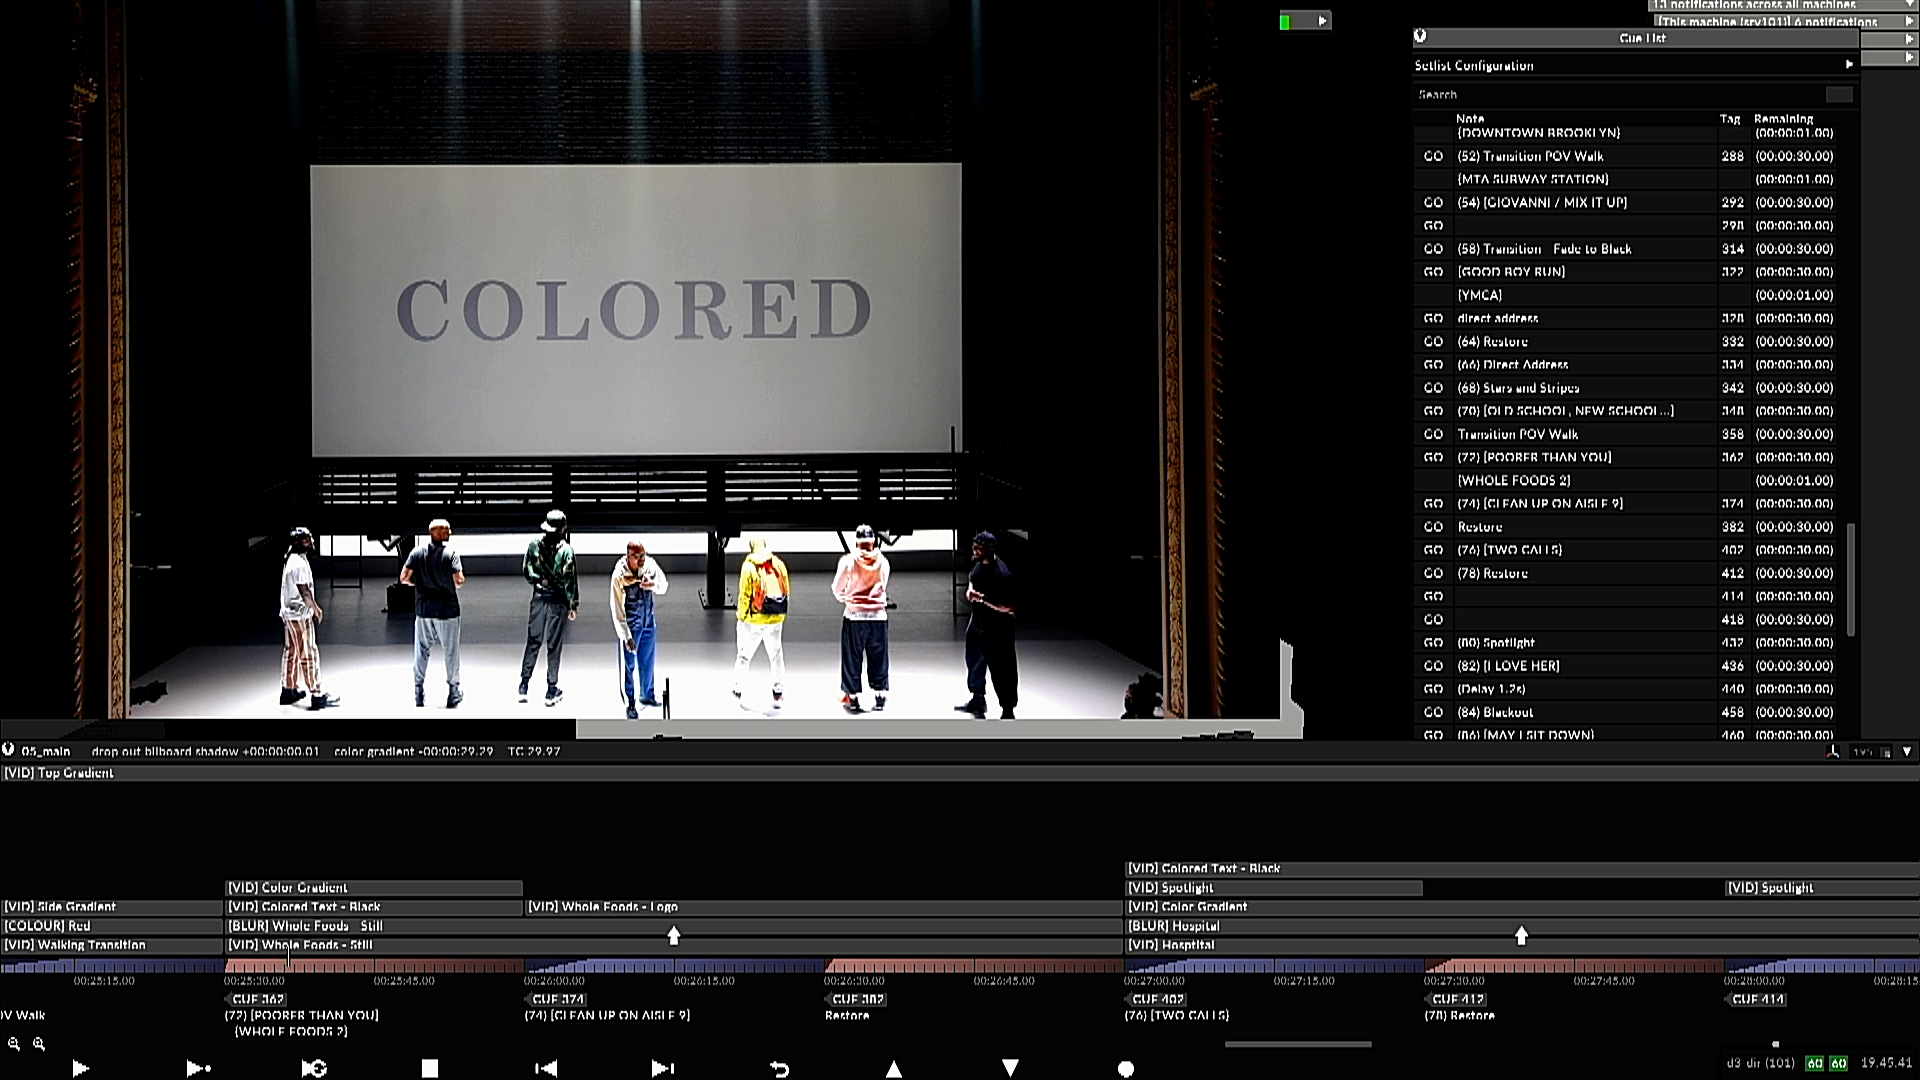 13 notifications across all machines
[This machine (srv101)] 6 notifications
Cue List
Setlist Configuration
Search
Note Tag Remaining
{DOWNTOWN BROOKLYN} (00:00:01.00)
GO (52) Transition POV Walk 288 (00:00:30.00)
{MTA SUBWAY STATION} (00:00:01.00)
GO (54) [GIOVANNI / MIX IT UP] 292 (00:00:30.00)
GO 298 (00:00:30.00)
GO (58) Transition - Fade to Black 314 (00:00:30.00)
GO [GOOD BOY RUN] 322 (00:00:30.00)
{YMCA} (00:00:01.00)
GO direct address 328 (00:00:30.00)
GO (64) Restore 332 (00:00:30.00)
GO (66) Direct Address 334 (00:00:30.00)
GO (68) Stars and Stripes 342 (00:00:30.00)
GO (70) [OLD SCHOOL, NEW SCHOOL...] 348 (00:00:30.00)
GO Transition POV Walk 358 (00:00:30.00)
GO (72) [POORER THAN YOU] 362 (00:00:30.00)
{WHOLE FOODS 2} (00:00:01.00)
GO (74) [CLEAN UP ON AISLE 9] 374 (00:00:30.00)
GO Restore 382 (00:00:30.00)
GO (76) [TWO CALLS] 402 (00:00:30.00)
GO (78) Restore 412 (00:00:30.00)
GO 414 (00:00:30.00)
GO 418 (00:00:30.00)
GO (80) Spotlight 432 (00:00:30.00)
GO (82) [I LOVE HER] 436 (00:00:30.00)
GO (Delay 1.2s) 440 (00:00:30.00)
GO (84) Blackout 458 (00:00:30.00)
GO (86) [MAY I SIT DOWN] 460 (00:00:30.00)
COLORED
05_main drop out billboard shadow +00:00:00.01 color gradient -00:00:29.29 TC 29.97
[VID] Top Gradient
[VID] Colored Text - Black
[VID] Color Gradient [VID] Spotlight [VID] Spotlight
[VID] Side Gradient [VID] Colored Text - Black [VID] Whole Foods - Logo [VID] Color Gradient
[COLOUR] Red [BLUR] Whole Foods - Still [BLUR] Hospital
[VID] Walking Transition [VID] Whole Foods - Still [VID] Hosptital
00:25:15.00 00:25:30.00 00:25:45.00 00:26:00.00 00:26:15.00 00:26:30.00 00:26:45.00 00:27:00.00 00:27:15.00 00:27:30.00 00:27:45.00 00:28:00.00 00:28:15
CUE 362 CUE 374 CUE 382 CUE 402 CUE 412 CUE 414
OV Walk (72) [POORER THAN YOU] (74) [CLEAN UP ON AISLE 9] Restore (76) [TWO CALLS] (78) Restore
{WHOLE FOODS 2}
d3 dir (101) 60 60 19.45.41